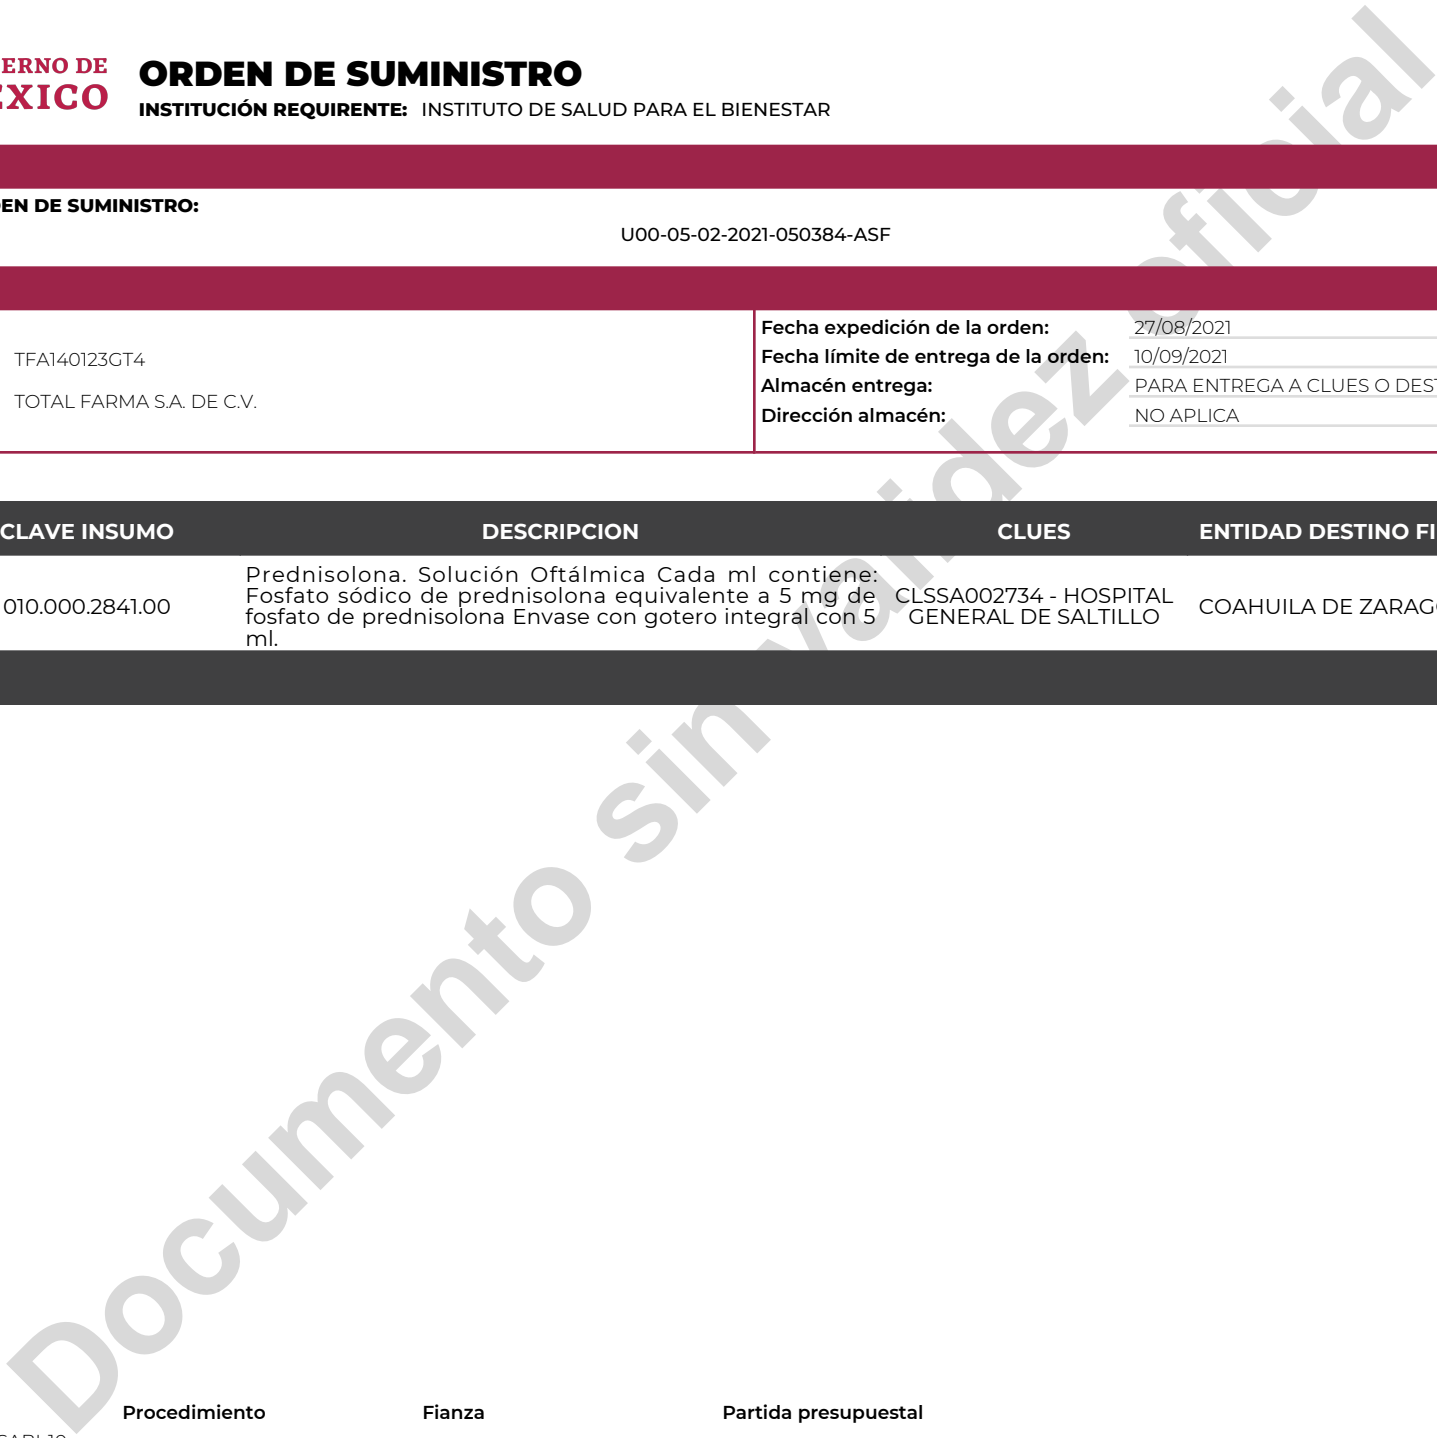 ERNO DE
ORDEN DE SUMINISTRO
INSTITUCIÓN REQUIRENTE: INSTITUTO DE SALUD PARA EL BIENESTAR
EN DE SUMINISTRO:
U00-05-02-2021-050384-ASF
TFA140123GT4
TOTAL FARMA S.A. DE C.V.
Fecha expedición de la orden: 27/08/2021
Fecha límite de entrega de la orden: 10/09/2021
Almacén entrega: PARA ENTREGA A CLUES O DEST
Dirección almacén: NO APLICA
CLAVE INSUMO DESCRIPCION CLUES ENTIDAD DESTINO FI
010.000.2841.00
Prednisolona. Solución Oftálmica Cada ml contiene:
Fosfato sódico de prednisolona equivalente a 5 mg de
fosfato de prednisolona Envase con gotero integral con 5
ml.
CLSSA002734 - HOSPITAL
GENERAL DE SALTILLO
COAHUILA DE ZARAG
Documento sin validez oficial
Procedimiento Fianza Partida presupuestal